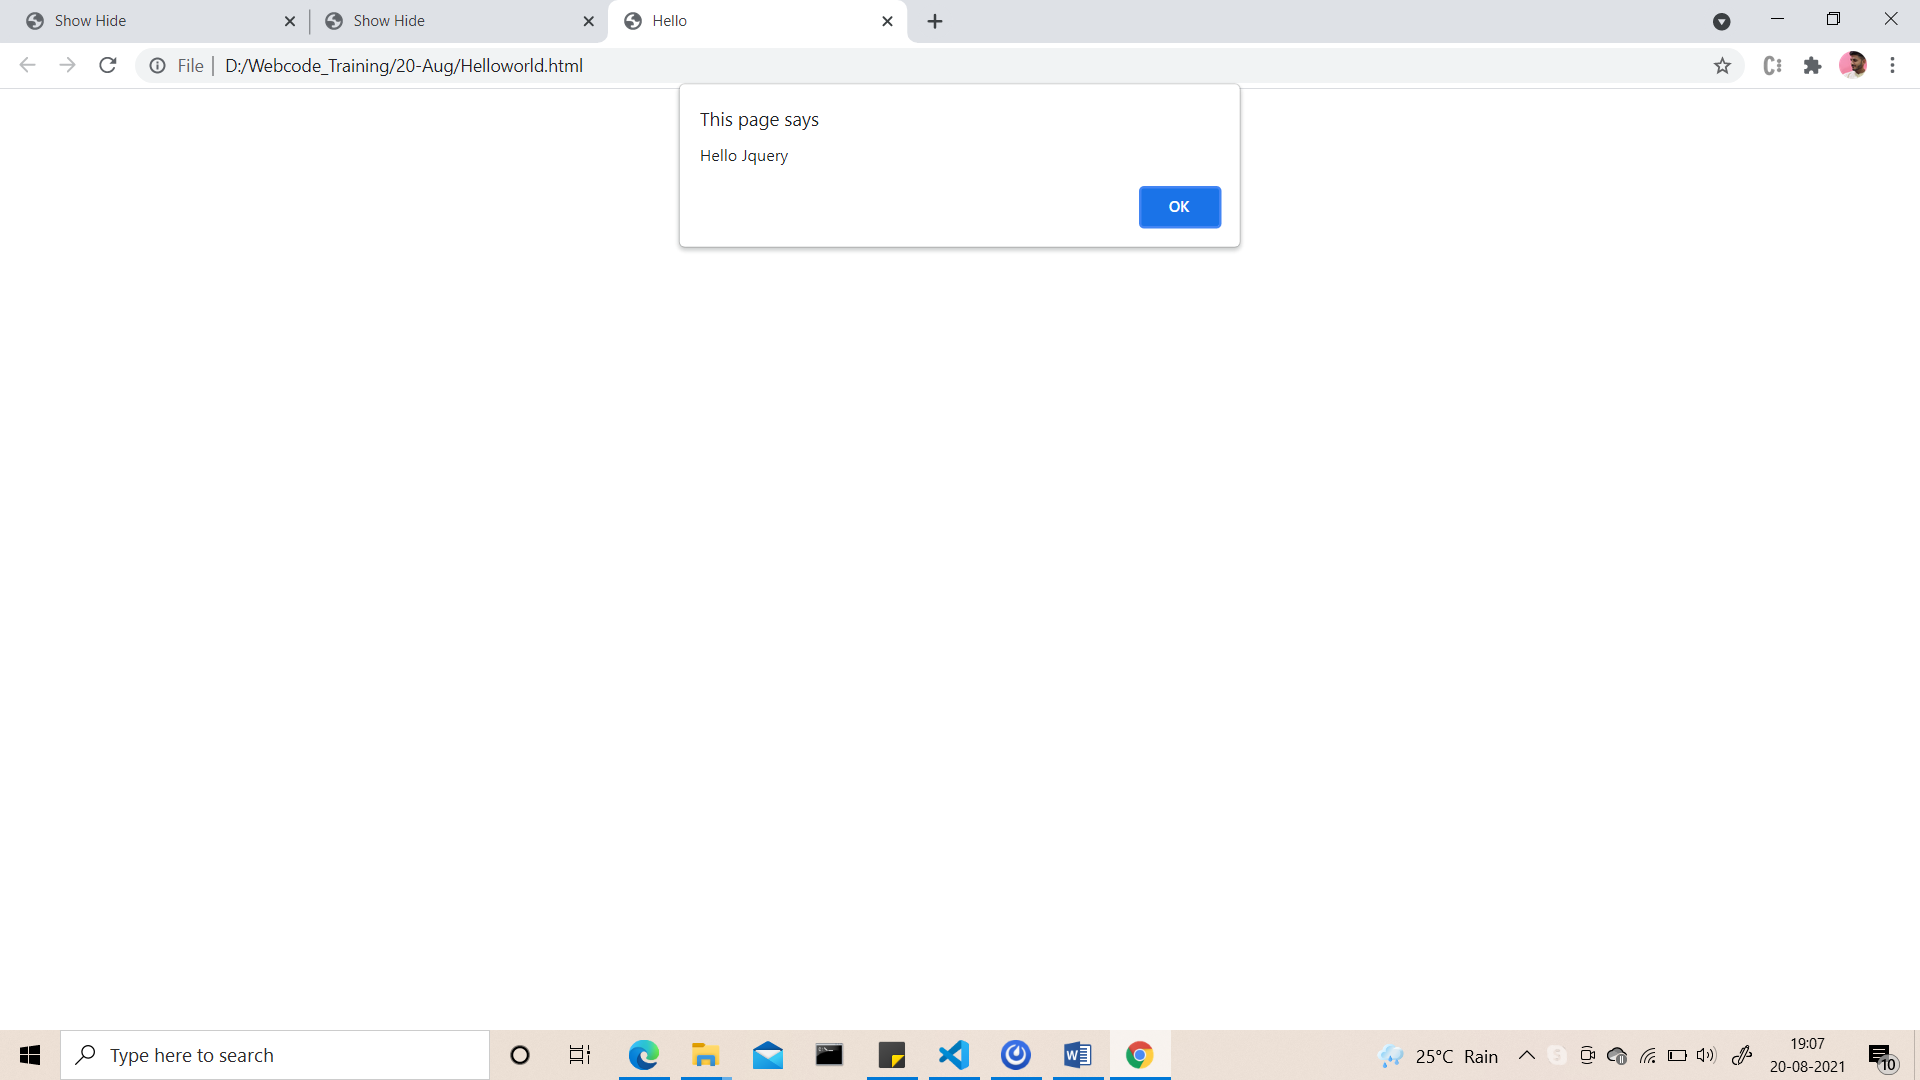 Show Hide
Show Hide
Hello
File
D:/Webcode_Training/20-Aug/Helloworld.html
This page says
Hello Jquery
OK
Type here to search
25°C Rain
19:07
20-08-2021
10